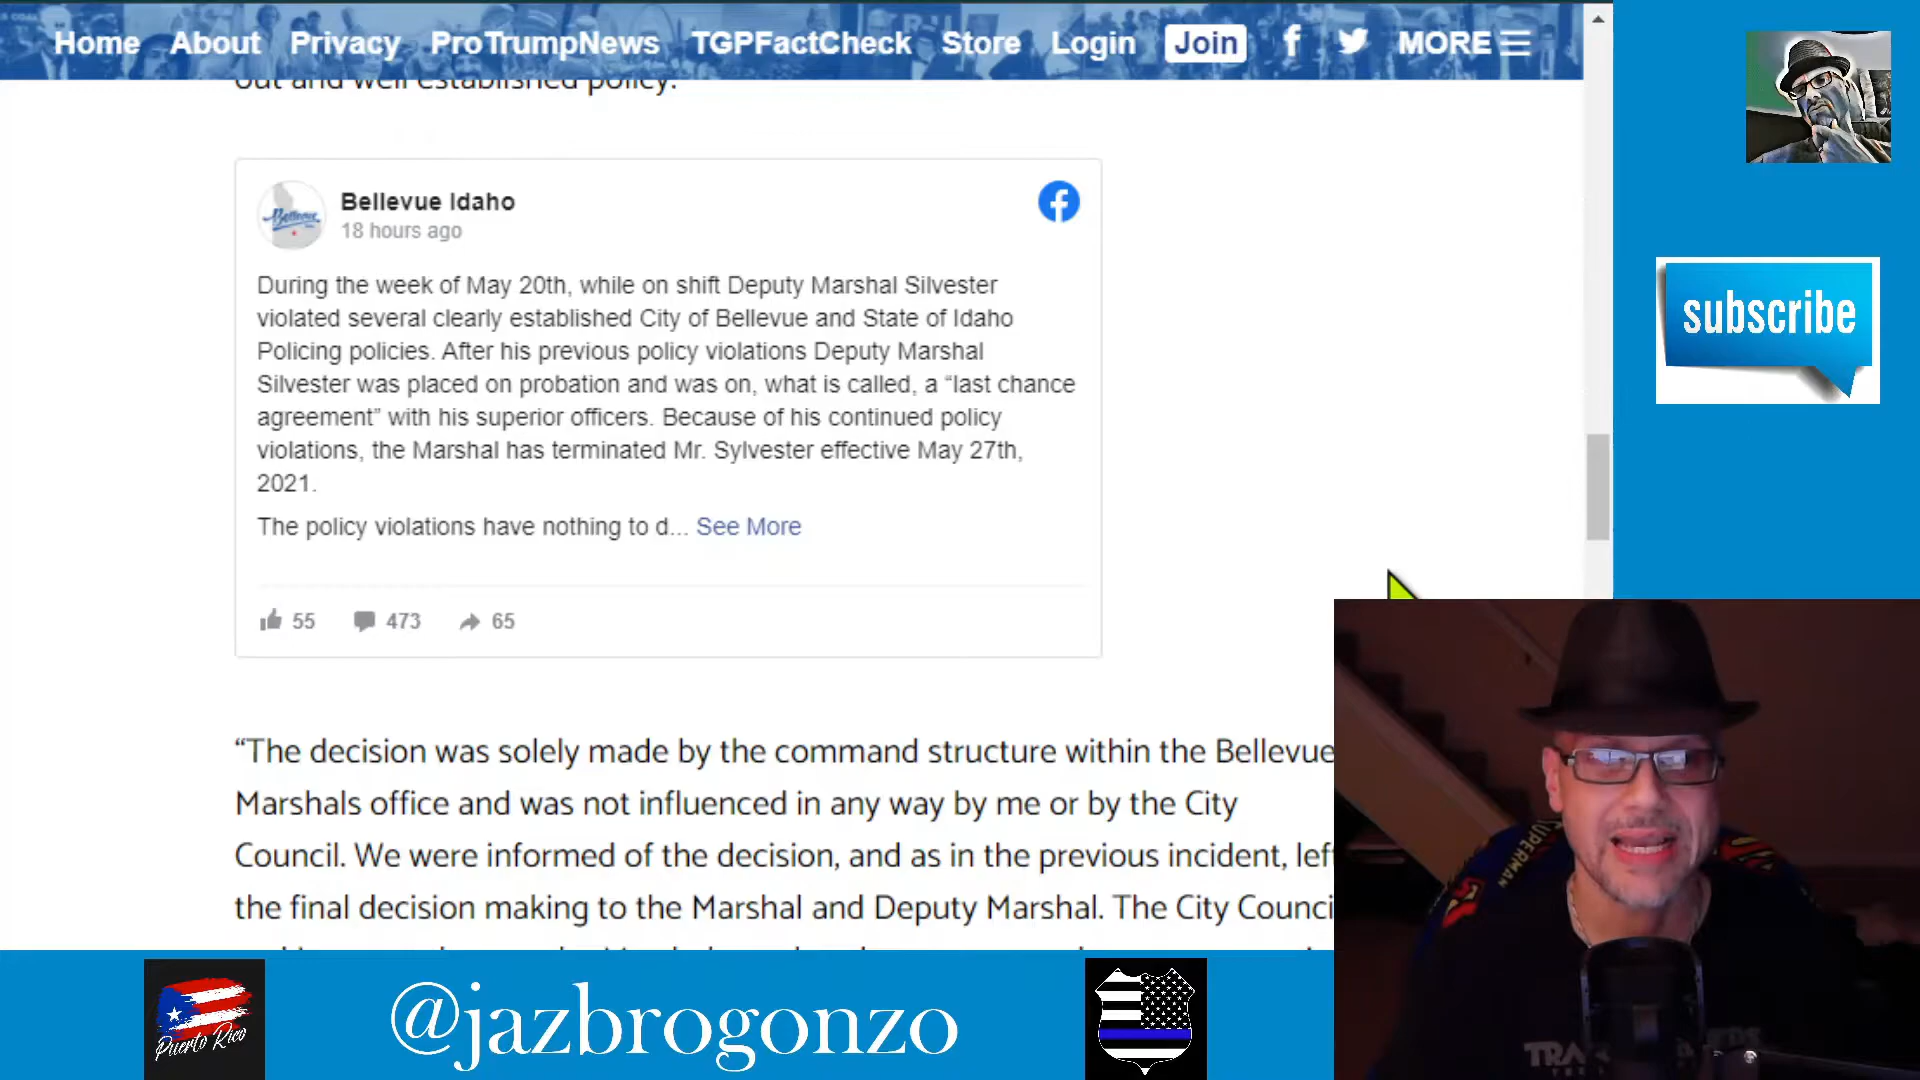 Home About Privacy ProTrumpNews TGPFactCheck Store Login Join MORE
out and well established policy.
Bellevue Idaho
18 hours ago
During the week of May 20th, while on shift Deputy Marshal Silvester
violated several clearly established City of Bellevue and State of Idaho
Policing policies. After his previous policy violations Deputy Marshal
Silvester was placed on probation and was on, what is called, a “last chance
agreement” with his superior officers. Because of his continued policy
violations, the Marshal has terminated Mr. Sylvester effective May 27th,
2021.
The policy violations have nothing to d... See More
55 473 65
“The decision was solely made by the command structure within the Bellevue
Marshals office and was not influenced in any way by me or by the City
Council. We were informed of the decision, and as in the previous incident, left
the final decision making to the Marshal and Deputy Marshal. The City Counci
subscribe
SUPERMAN
Puerto Rico
@jazbrogonzo